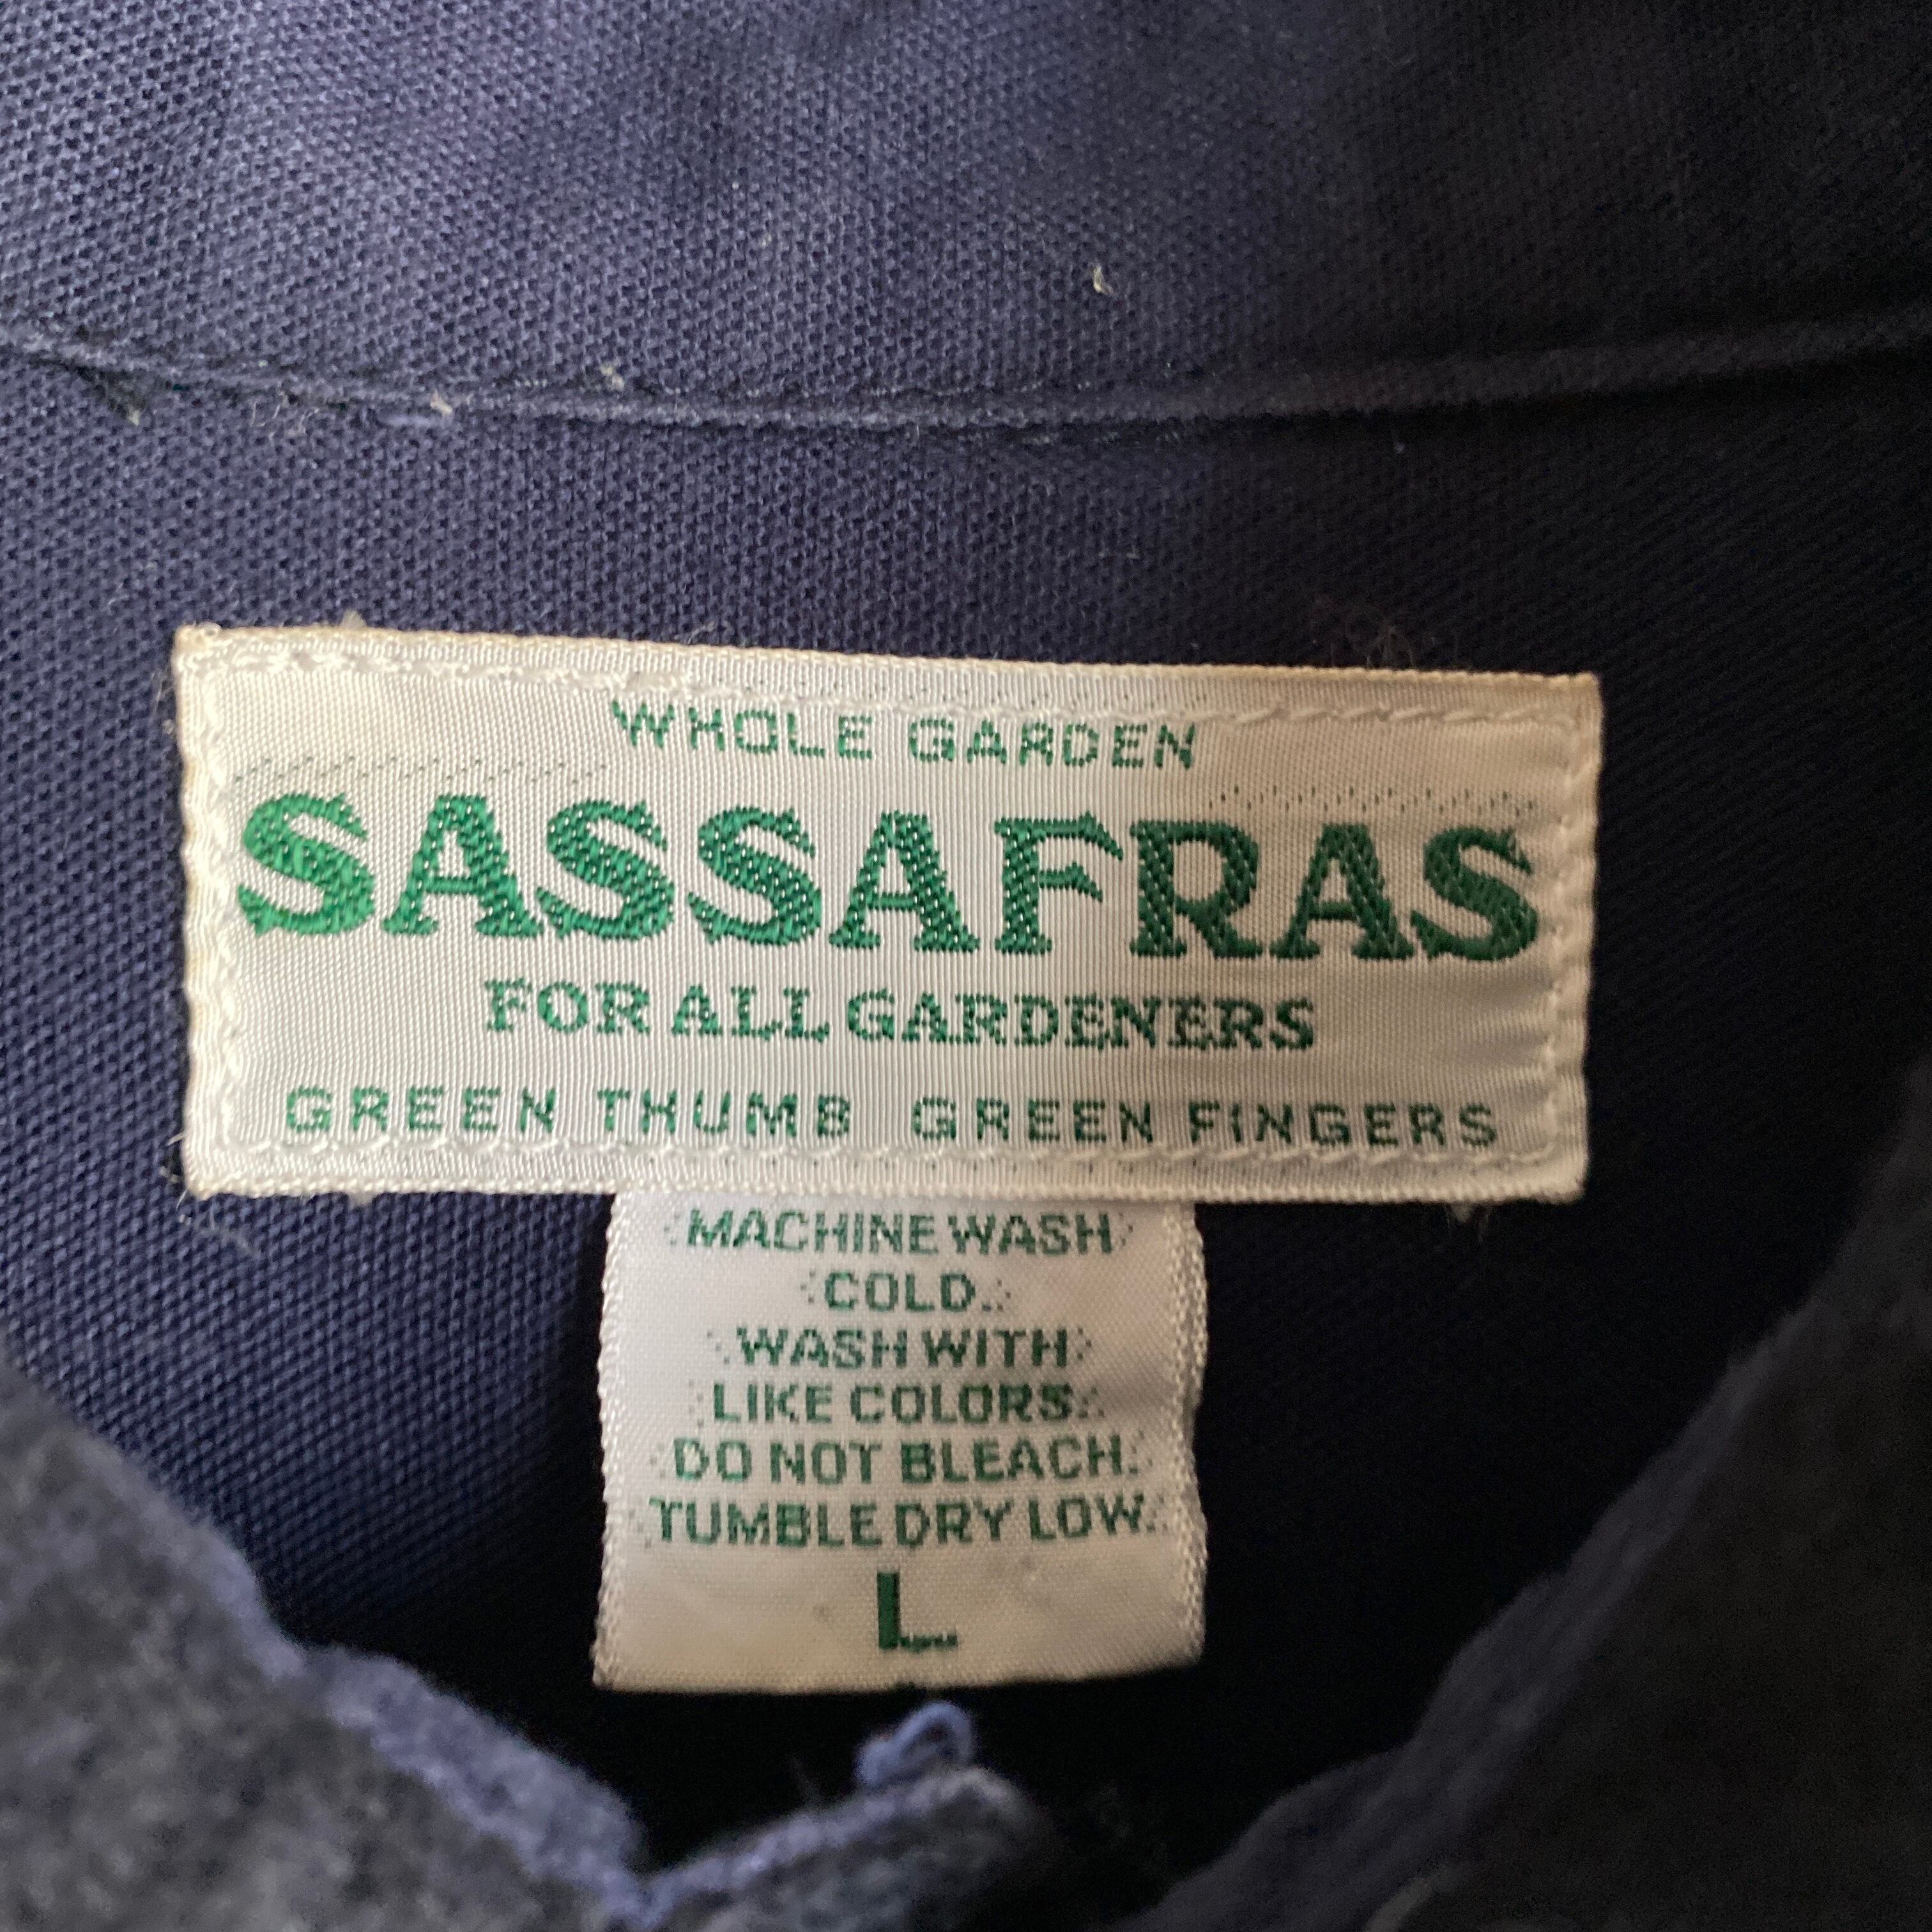 WHOLE GARDEN
SASSAFRAS
FOR ALL GARDENERS
GREEN THUMB GREEN FINGERS
MACHINE WASH
COLD.
WASH WITH
LIKE COLORS.
DO NOT BLEACH.
TUMBLE DRY LOW.
L